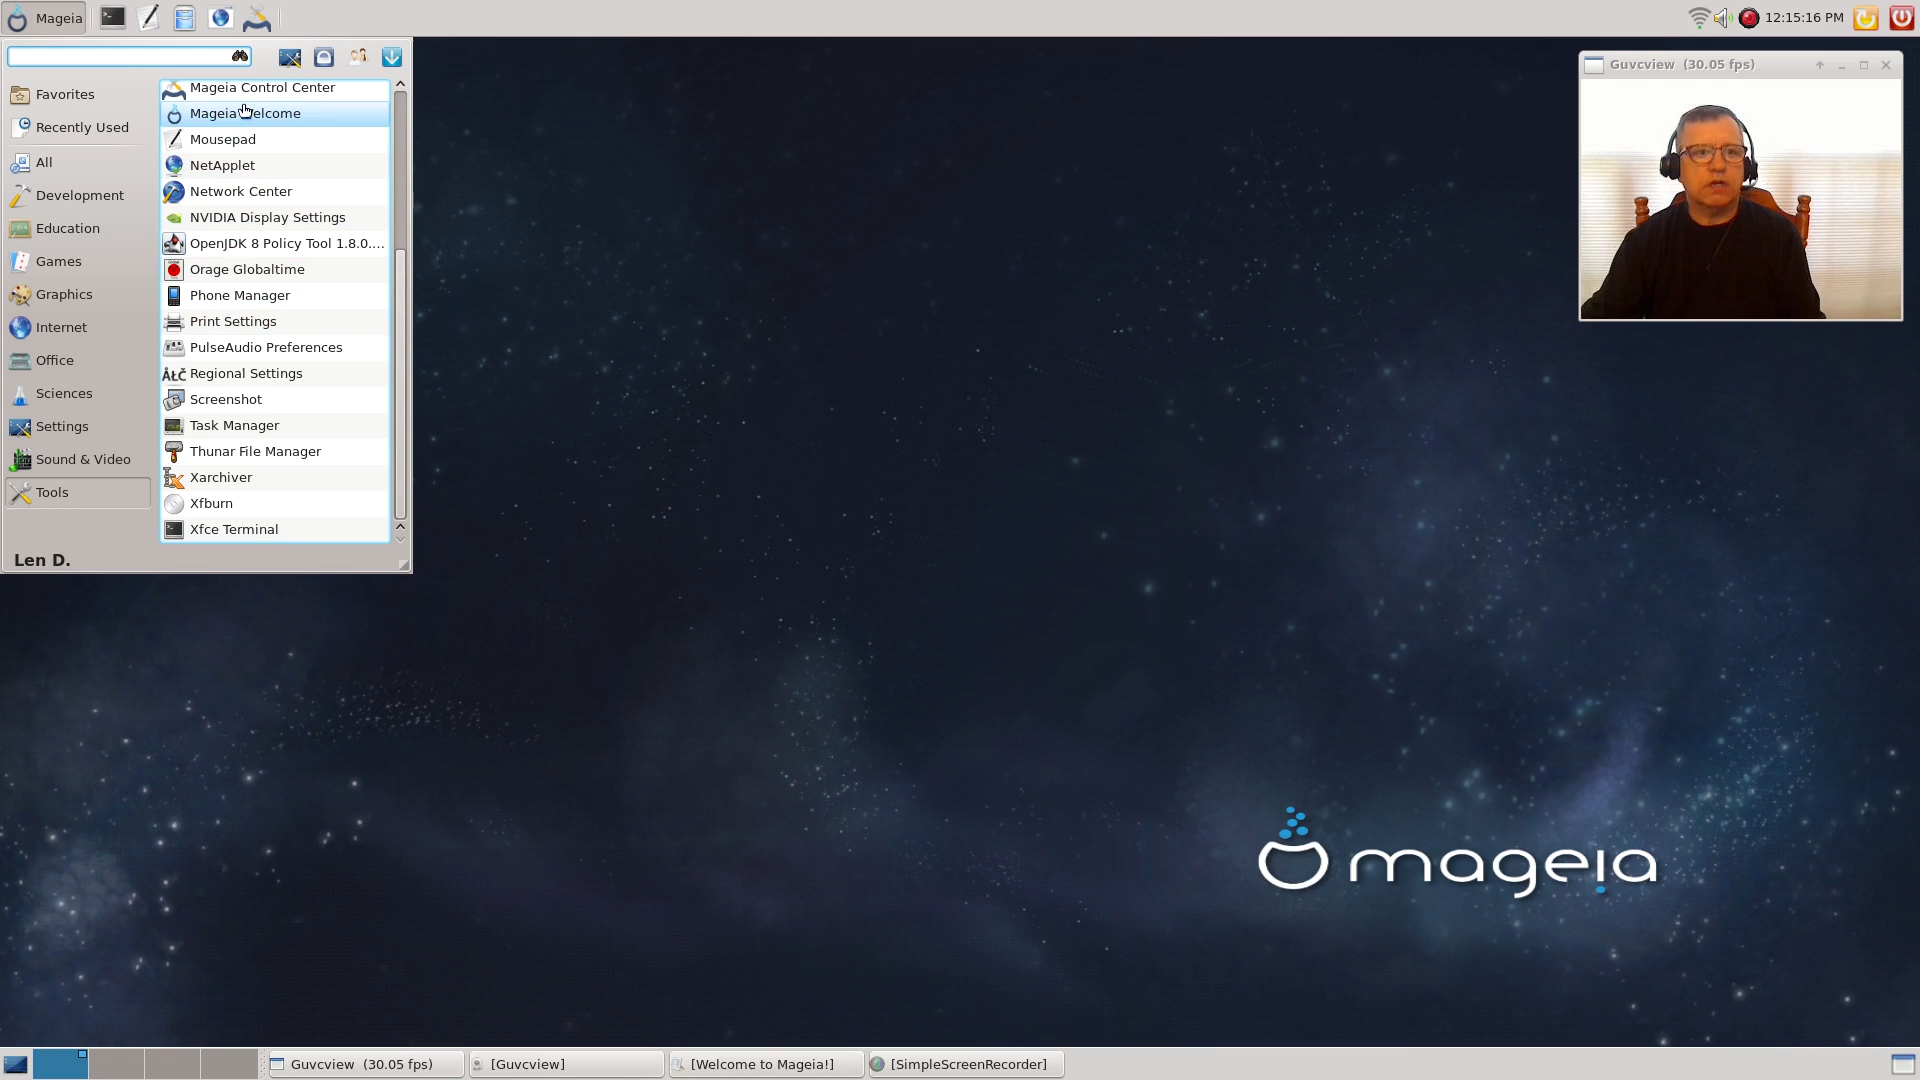 Mageia
12:15:16 PM
Guvcview (30.05 fps)
Favorites
Recently Used
All
Development
Education
Games
Graphics
Internet
Office
Sciences
Settings
Sound & Video
Tools
Mageia Control Center
Mageia Welcome
Mousepad
NetApplet
Network Center
NVIDIA Display Settings
OpenJDK 8 Policy Tool 1.8.0....
Orage Globaltime
Phone Manager
Print Settings
PulseAudio Preferences
Regional Settings
Screenshot
Task Manager
Thunar File Manager
Xarchiver
Xfburn
Xfce Terminal
Len D.
mageia
Guvcview (30.05 fps)
[Guvcview]
[Welcome to Mageia!]
[SimpleScreenRecorder]